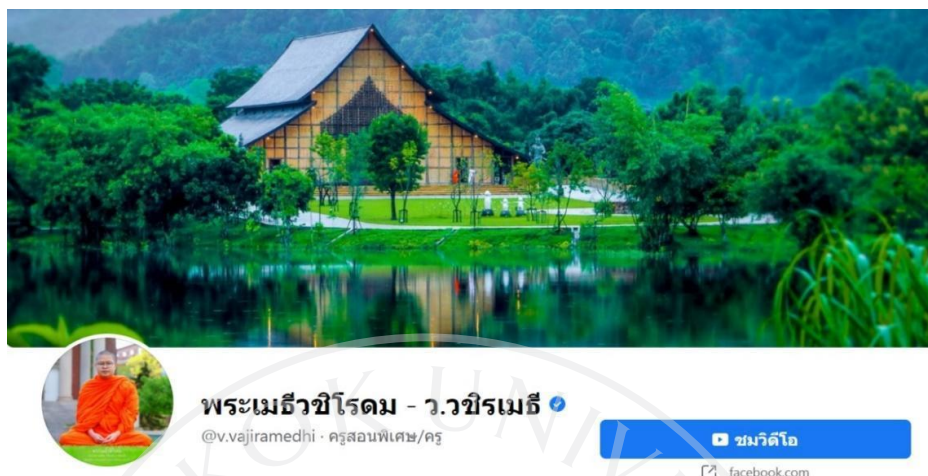 พระเมธีวชิโรดม - ว.วชิรเมธี
@v.vajiramedhi · ครูสอนพิเศษ/ครู
ชมวิดีโอ
facebook.com